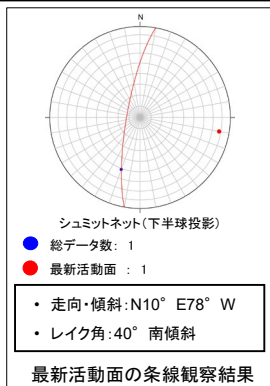 N
シュミットネット(下半球投影)
総データ数: 1
最新活動面 : 1
・ 走向・傾斜:N10° E78° W
・ レイク角:40° 南傾斜
最新活動面の条線観察結果